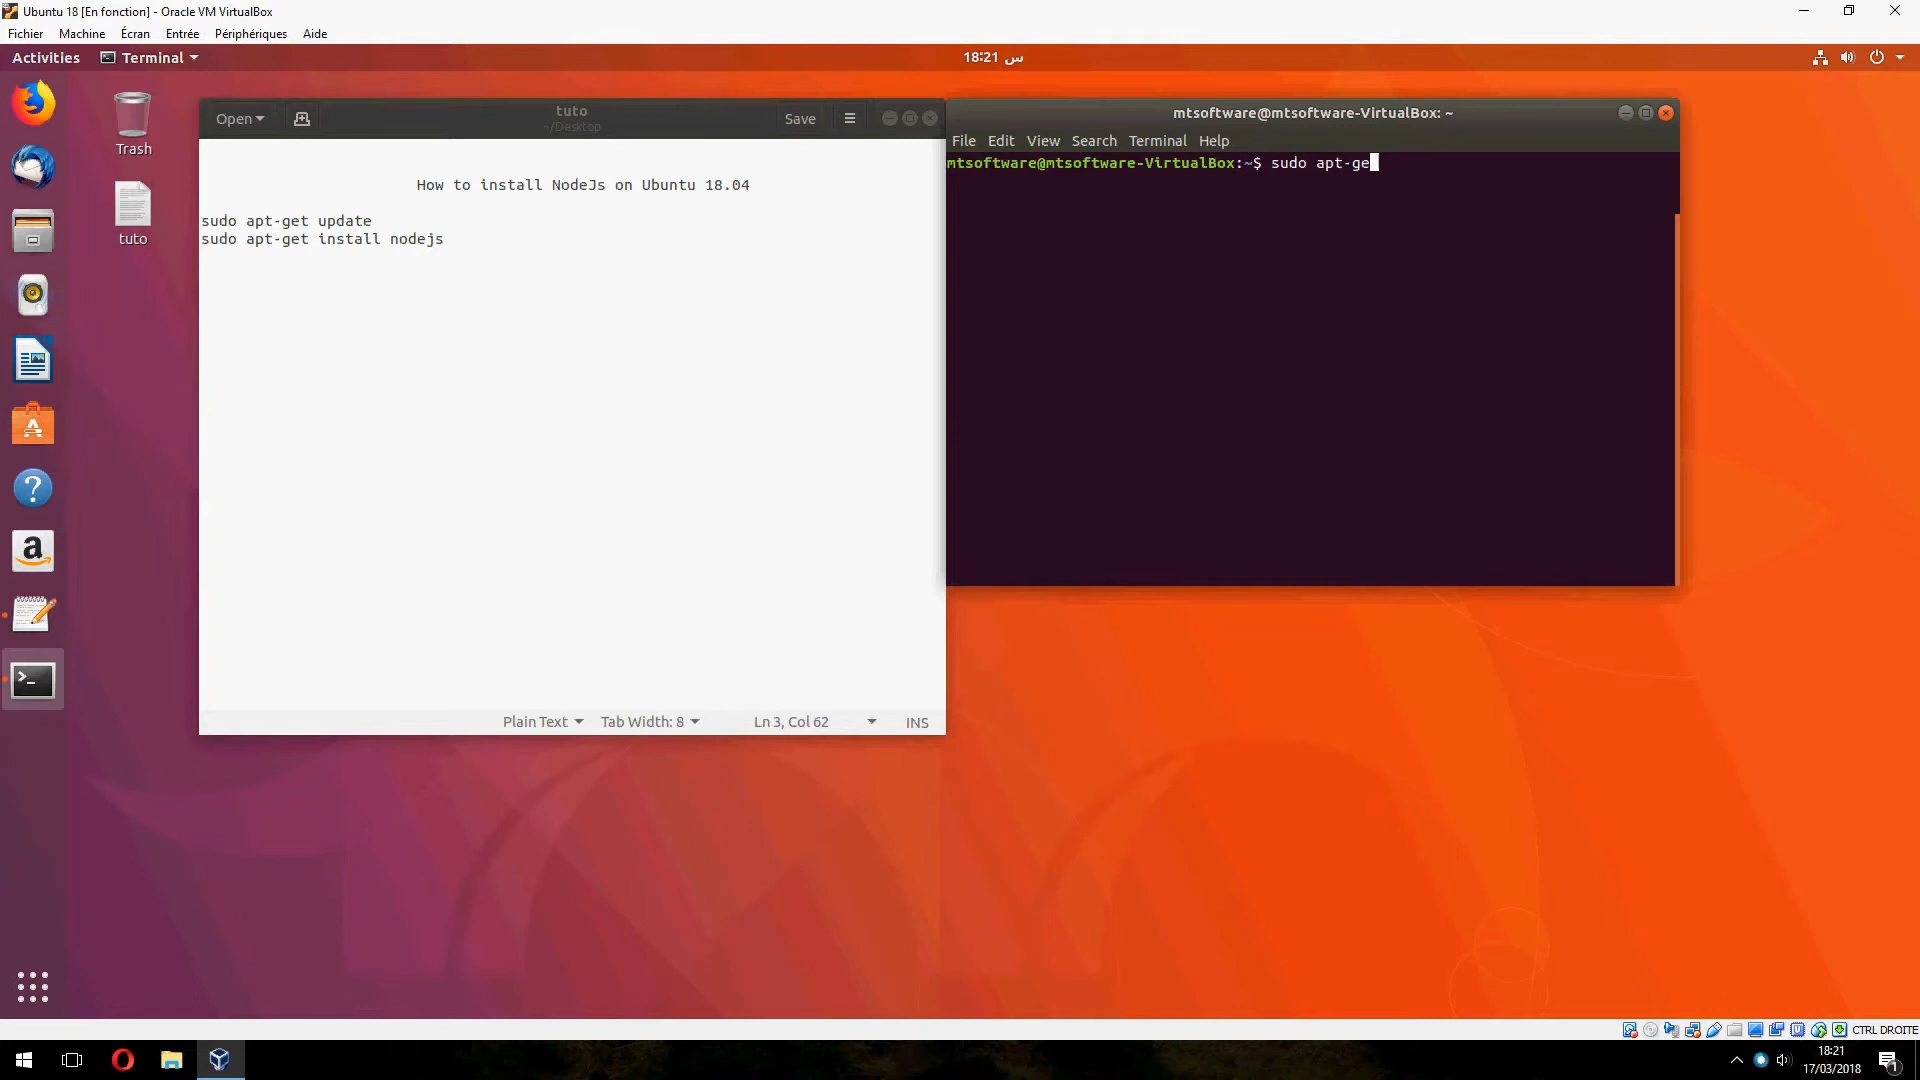 Ubuntu 18 [En fonction] - Oracle VM VirtualBox
Fichier Machine Écran Entrée Périphériques Aide
Activities Terminal 18:21 س
Trash
tuto
Open tuto Save
~/Desktop
How to install NodeJs on Ubuntu 18.04
sudo apt-get update
sudo apt-get install nodejs
Plain Text Tab Width: 8 Ln 3, Col 62 INS
mtsoftware@mtsoftware-VirtualBox: ~
File Edit View Search Terminal Help
mtsoftware@mtsoftware-VirtualBox:~$ sudo apt-ge
CTRL DROITE
18:21
17/03/2018
1